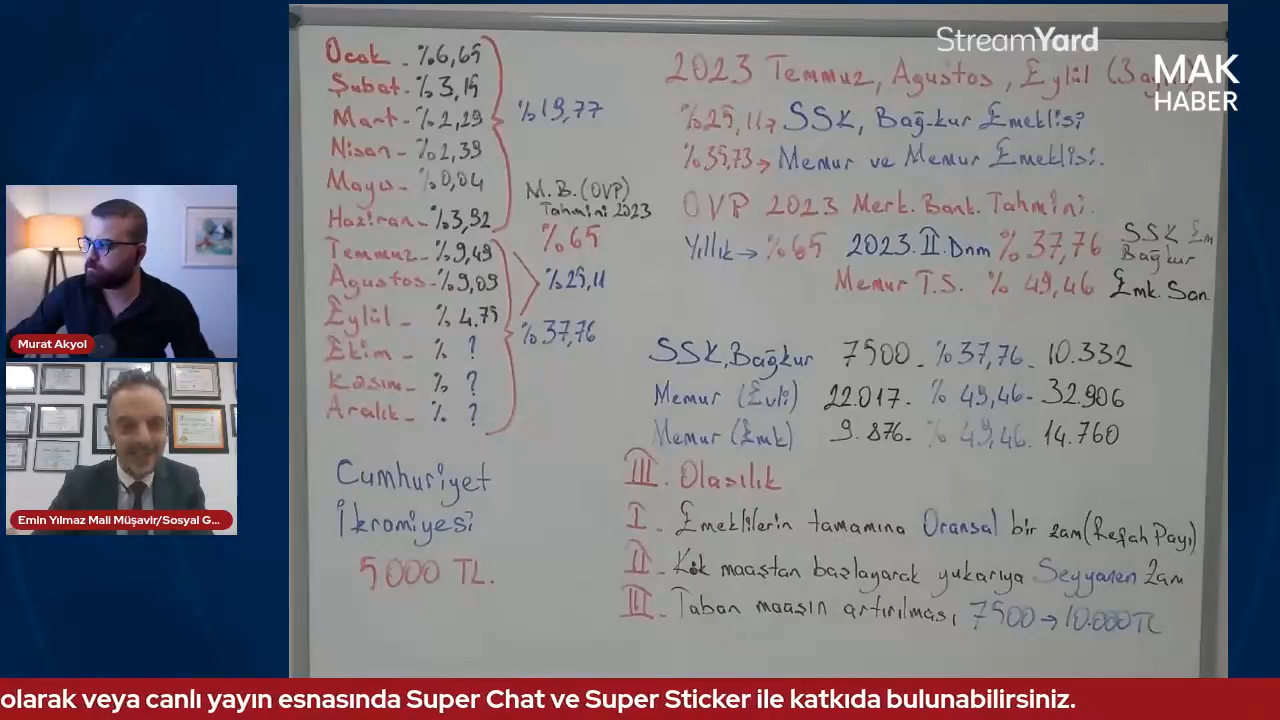 StreamYard
MAK
HABER
Ocak - %6,65
Şubat - %3,15
Mart - %2,29
Nisan - %2,39
Mayıs - %0,04
Haziran - %3,92
Temmuz - %9,49
Ağustos - %9,09
Eylül - % 4,75
Ekim - % ?
Kasım - % ?
Aralık - % ?
%19,77
M.B. (OVP)
Tahmini 2023
%65
%25,11
%37,76
Cumhuriyet
İkramiyesi
5000 TL.
2023 Temmuz, Ağustos, Eylül
%25,11→ SSK, Bağ-kur Emeklisi
%35,73→ Memur ve Memur Emeklisi.
OVP 2023 Merk. Bank. Tahmini.
Yıllık → %65 2023.II.Dnm %37,76 SSK Em
Bağkur
Memur T.S. % 49,46 Emk. San.
SSK, Bağkur 7500 - %37,76 - 10.332
Memur (Evli) 22.017 - % 49,46 - 32.906
Memur (Emk) 9.876 - % 49,46 - 14.760
III. Olasılık
I - Emeklilerin tamamına Oransal bir zam (Refah Payı)
II - Kök maaştan başlayarak yukarıya Seyyanen Zam
III - Taban maaşın artırılması, 7500 → 10.000 TL
Murat Akyol
Emin Yılmaz Mali Müşavir/Sosyal G...
olarak veya canlı yayın esnasında Super Chat ve Super Sticker ile katkıda bulunabilirsiniz.